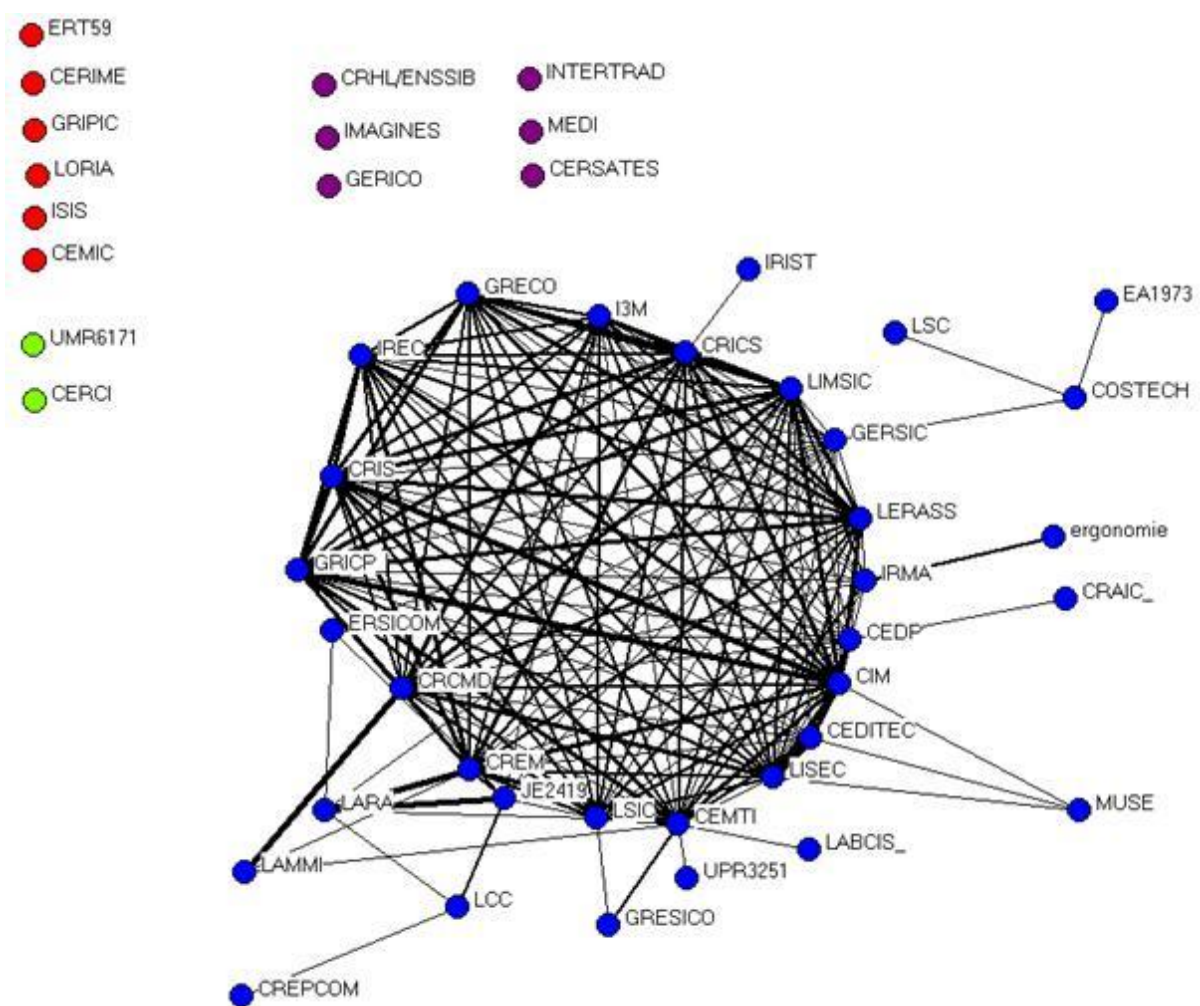 ERT59
CERIME
GRIPIC
LORIA
ISIS
CEMIC
UMR6171
CERCI
CRHL/ENSSIB
IMAGINES
GERICO
INTERTRAD
MEDI
CERSATES
IRIST
GRECO
I3M
EA1973
LSC
CRICS
IREC
LIMSIC
COSTECH
GERSIC
CRIS
LERASS
ergonomie
GRICP
IRMA
CRAIC_
ERSICOM
CEDP
CIM
CRCMD
CEDITEC
CREM
LISEC
JE2419
LARA
LSIC
CEMTI
MUSE
LABCIS_
LAMMI
UPR3251
LCC
GRESICO
CREPCOM